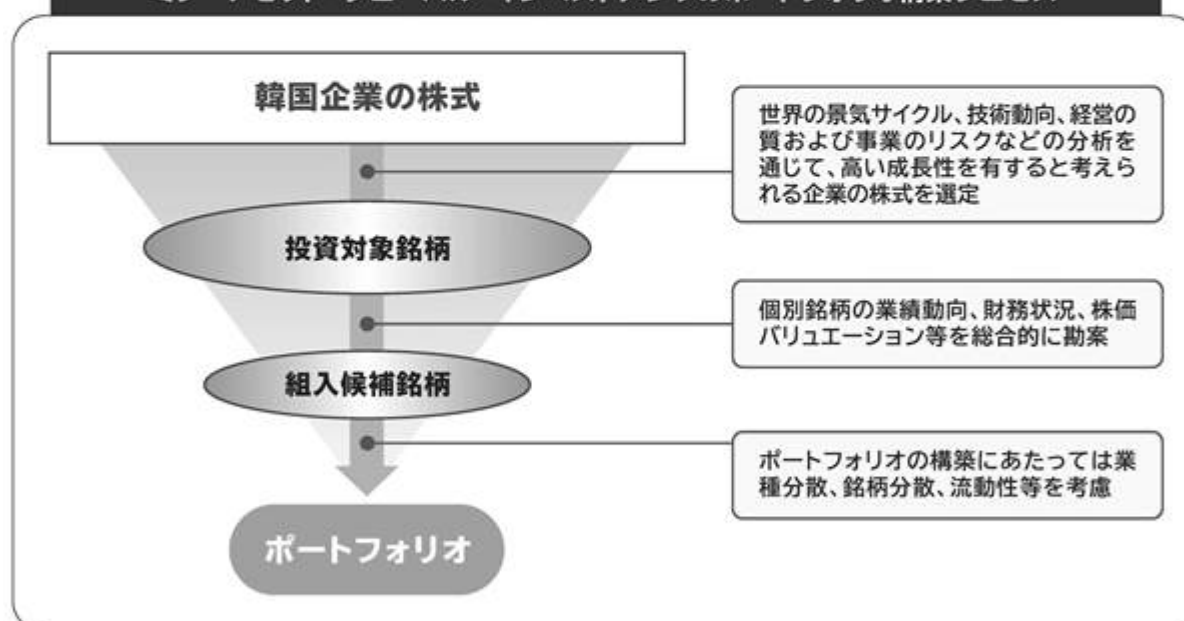 韓国企業の株式
世界の景気サイクル、技術動向、経営の
質および事業のリスクなどの分析を
通じて、高い成長性を有すると考えら
れる企業の株式を選定
投資対象銘柄
個別銘柄の業績動向、財務状況、株価
バリュエーション等を総合的に勘案
組入候補銘柄
ポートフォリオの構築にあたっては業
種分散、銘柄分散、流動性等を考慮
ポートフォリオ